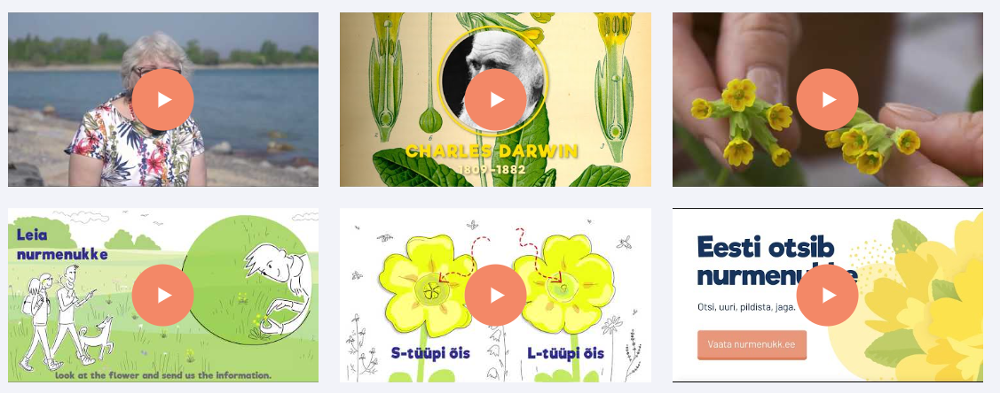 CHARLES DARWIN
1809-1882
Leia
nurmenukke
look at the flower and send us the information.
S-tüüpi õis
L-tüüpi õis
Eesti otsib
Otsi, uuri, pildista, jaga.
Vaata nurmenukk.ee